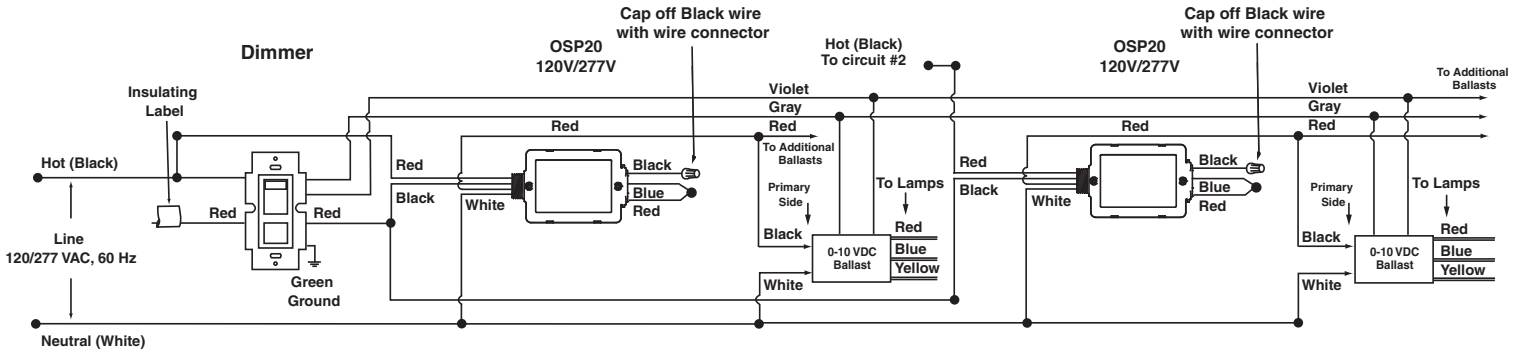 Dimmer
OSP20
120V/277V
Cap off Black wire
with wire connector
Hot (Black)
To circuit #2
OSP20
120V/277V
Cap off Black wire
with wire connector
To Additional
Ballasts
Insulating
Label
Violet
Gray
Red
Red
To Additional
Ballasts
Violet
Gray
Red
Red
Hot (Black)
Red
Black
White
Black
Blue
Red
Primary
Side
To Lamps
Red
Black
White
Black
Blue
Red
Primary
Side
To Lamps
Red
Red
Line
120/277 VAC, 60 Hz
Green
Ground
Black
White
0-10 VDC
Ballast
Red
Blue
Yellow
Black
White
0-10 VDC
Ballast
Red
Blue
Yellow
Neutral (White)